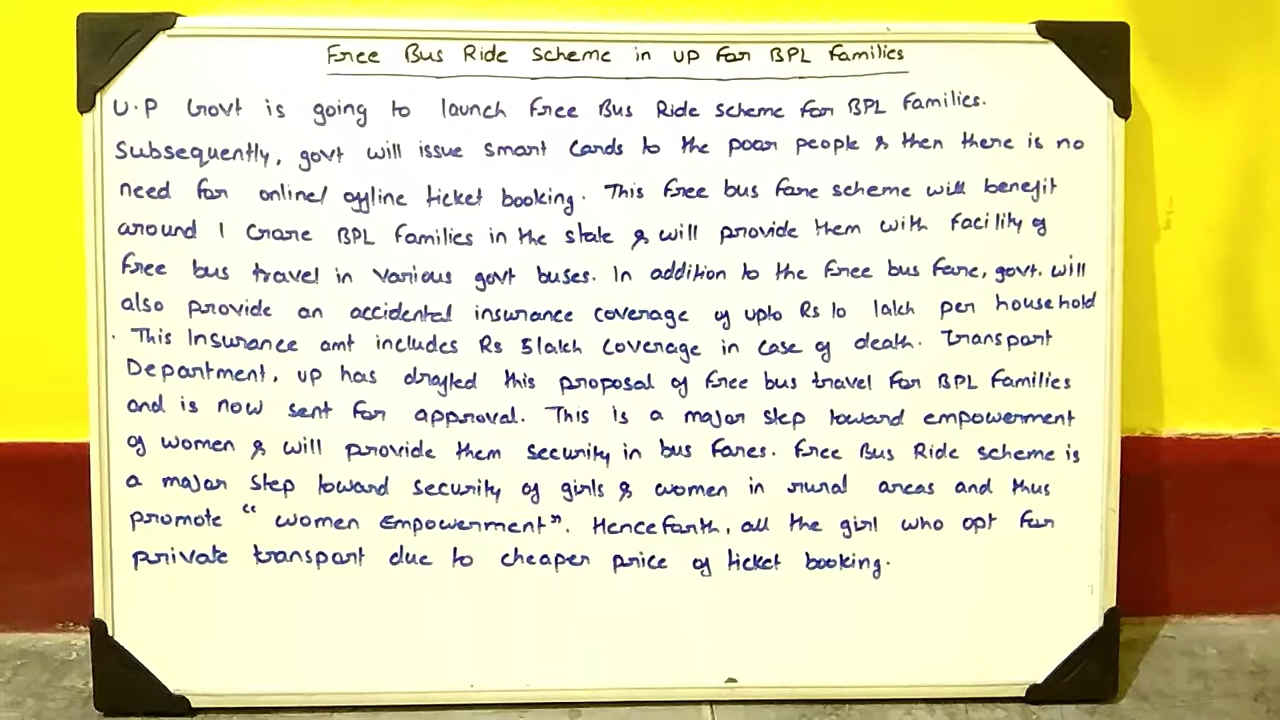 Free Bus Ride Scheme in UP For BPL Families
U.P Govt is going to launch Free Bus Ride Scheme For BPL Families.
Subsequently, govt will issue Smart Cards to the poor people & then there is no
need for online/offline ticket booking. This Free bus fare scheme will benefit
around 1 Crore BPL Families in the state & will provide them with Facility of
Free bus travel in Various govt buses. In addition to the Free bus Fare, govt. will
also provide an accidental insurance coverage of upto Rs 10 lakh per household
. This Insurance amt includes Rs 5lakh Coverage in Case of death. Transport
Department, UP has drafted this proposal of Free bus travel For BPL Families
and is now sent For approval. This is a major Step toward empowerment
of women & will provide them Security in bus Fares. Free Bus Ride Scheme is
a major Step toward security of girls & women in rural areas and thus
promote “ Women Empowerment”. HenceForth, all the girl who opt for
private transport due to cheaper price of ticket booking.